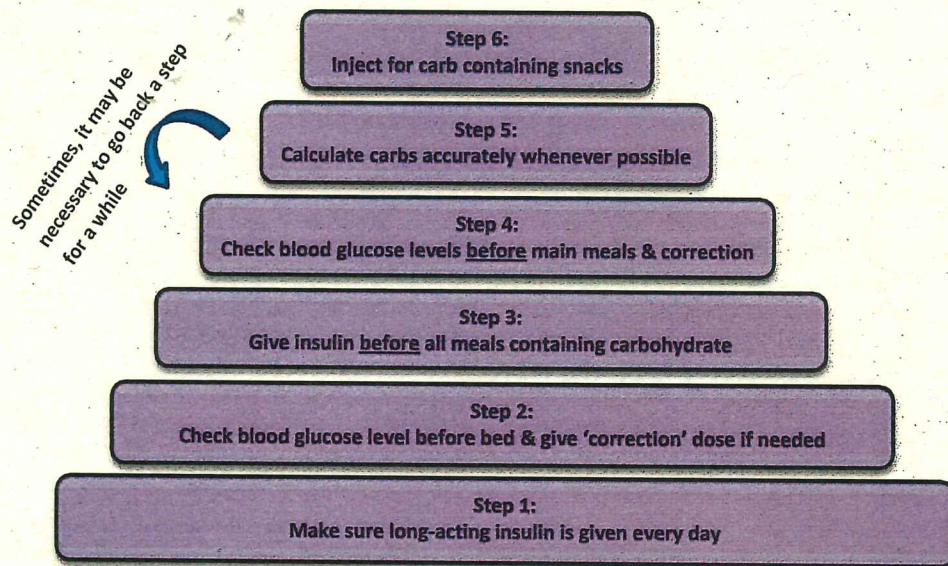 Step 6:
Inject for carb containing snacks
Sometimes, it may be
necessary to go back a step
for a while
Step 5:
Calculate carbs accurately whenever possible
Step 4:
Check blood glucose levels before main meals & correction
Step 3:
Give insulin before all meals containing carbohydrate
Step 2:
Check blood glucose level before bed & give ‘correction’ dose if needed
Step 1:
Make sure long-acting insulin is given every day